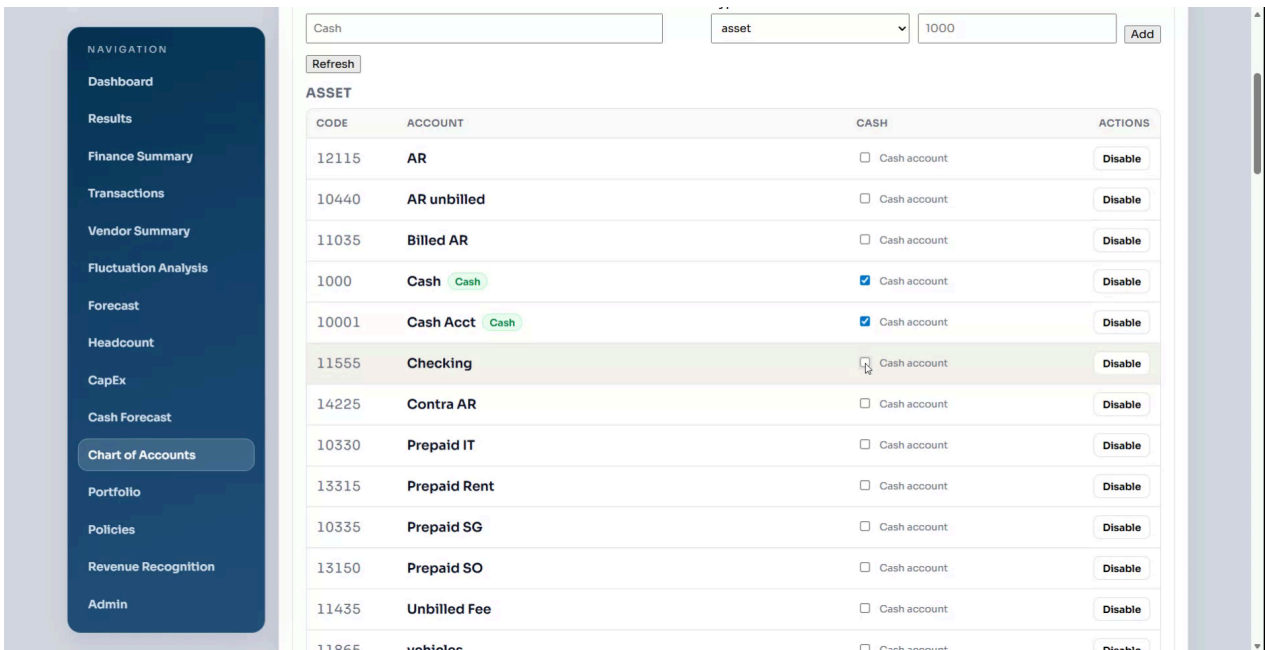 NAVIGATION
Dashboard
Results
Finance Summary
Transactions
Vendor Summary
Fluctuation Analysis
Forecast
Headcount
CapEx
Cash Forecast
Chart of Accounts
Portfolio
Policies
Revenue Recognition
Admin
Cash asset 1000 Add
Refresh
ASSET
CODE ACCOUNT CASH ACTIONS
12115 AR Cash account Disable
10440 AR unbilled Cash account Disable
11035 Billed AR Cash account Disable
1000 Cash Cash Cash account Disable
10001 Cash Acct Cash Cash account Disable
11555 Checking Cash account Disable
14225 Contra AR Cash account Disable
10330 Prepaid IT Cash account Disable
13315 Prepaid Rent Cash account Disable
10335 Prepaid SG Cash account Disable
13150 Prepaid SO Cash account Disable
11435 Unbilled Fee Cash account Disable
11865 vehicles Cash account Disable